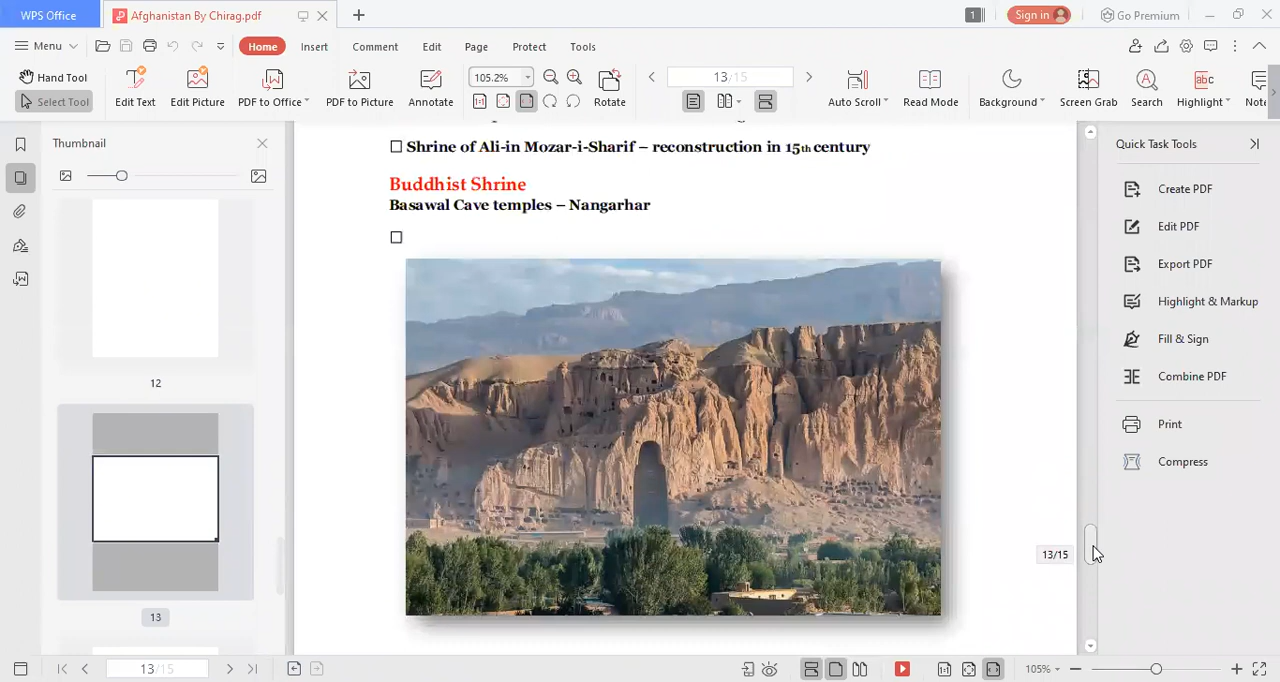 WPS Office
Afghanistan By Chirag.pdf
1
Sign in
Go Premium
Menu
Home
Insert
Comment
Edit
Page
Protect
Tools
Hand Tool
Select Tool
Edit Text
Edit Picture
PDF to Office
PDF to Picture
Annotate
105.2%
Rotate
13/15
Auto Scroll
Read Mode
Background
Screen Grab
Search
Highlight
Note
Thumbnail
12
13
☐ Shrine of Ali-in Mozar-i-Sharif – reconstruction in 15th century
Buddhist Shrine
Basawal Cave temples – Nangarhar
☐
13/15
Quick Task Tools
Create PDF
Edit PDF
Export PDF
Highlight & Markup
Fill & Sign
Combine PDF
Print
Compress
13/15
105%